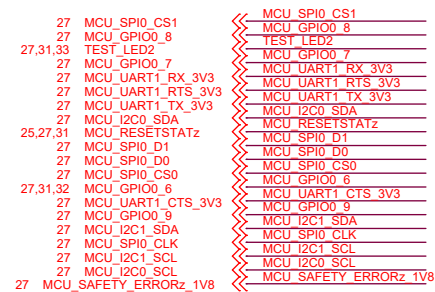 27 MCU_SPI0_CS1 MCU_SPI0_CS1
27 MCU_GPIO0_8 MCU_GPIO0_8
27,31,33 TEST_LED2 TEST_LED2
27 MCU_GPIO0_7 MCU_GPIO0_7
27 MCU_UART1_RX_3V3 MCU_UART1_RX_3V3
27 MCU_UART1_RTS_3V3 MCU_UART1_RTS_3V3
27 MCU_UART1_TX_3V3 MCU_UART1_TX_3V3
27 MCU_I2C0_SDA MCU_I2C0_SDA
25,27,31 MCU_RESETSTATz MCU_RESETSTATz
27 MCU_SPI0_D1 MCU_SPI0_D1
27 MCU_SPI0_D0 MCU_SPI0_D0
27 MCU_SPI0_CS0 MCU_SPI0_CS0
27,31,32 MCU_GPIO0_6 MCU_GPIO0_6
27 MCU_UART1_CTS_3V3 MCU_UART1_CTS_3V3
27 MCU_GPIO0_9 MCU_GPIO0_9
27 MCU_I2C1_SDA MCU_I2C1_SDA
27 MCU_SPI0_CLK MCU_SPI0_CLK
27 MCU_I2C1_SCL MCU_I2C1_SCL
27 MCU_I2C0_SCL MCU_I2C0_SCL
27 MCU_SAFETY_ERRORz_1V8 MCU_SAFETY_ERRORz_1V8